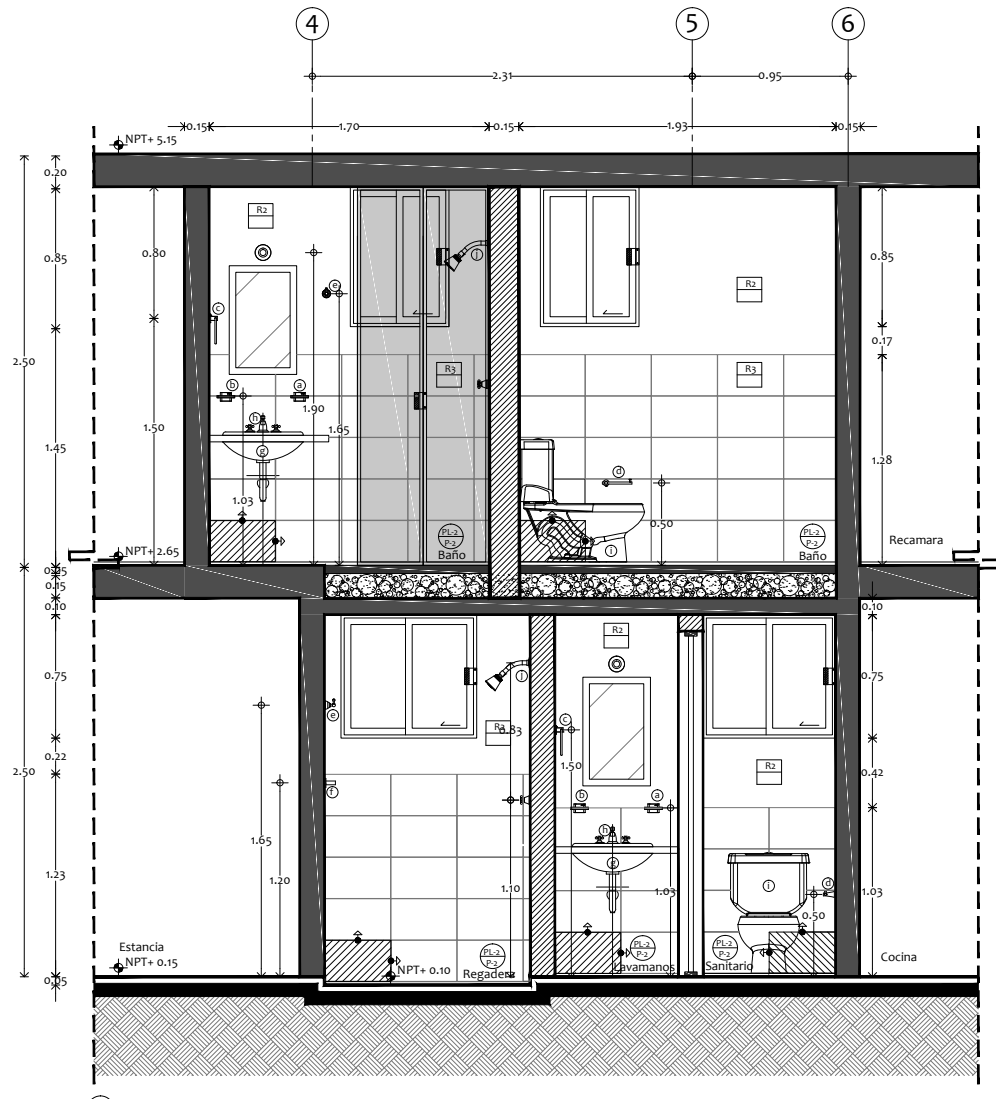 4 5 6
2.31 0.95
0.15 1.70 0.15 1.93 0.15
NPT+ 5.15
0.20
R2
0.85 0.80 0.85
e j R2
c
0.17
2.50
R3 R3
b a
h 1.90
1.50 1.65
1.45 g 1.28
d
1.03 0.50
PL-2 PL-2
P-2 i P-2
NPT+ 2.65 Baño Baño Recamara
0.15
0.10 0.10
R2
0.75 j 0.75
e c
0.83
0.22 1.50 R2 0.42
2.50
f b a
h
1.65 g i
1.23 1.20 1.10 1.03 d 1.03
0.50
Estancia PL-2 PL-2 PL-2 Cocina
P-2 P-2 P-2
NPT+ 0.15 NPT+ 0.10 Regadera Lavamanos Sanitario
0.05